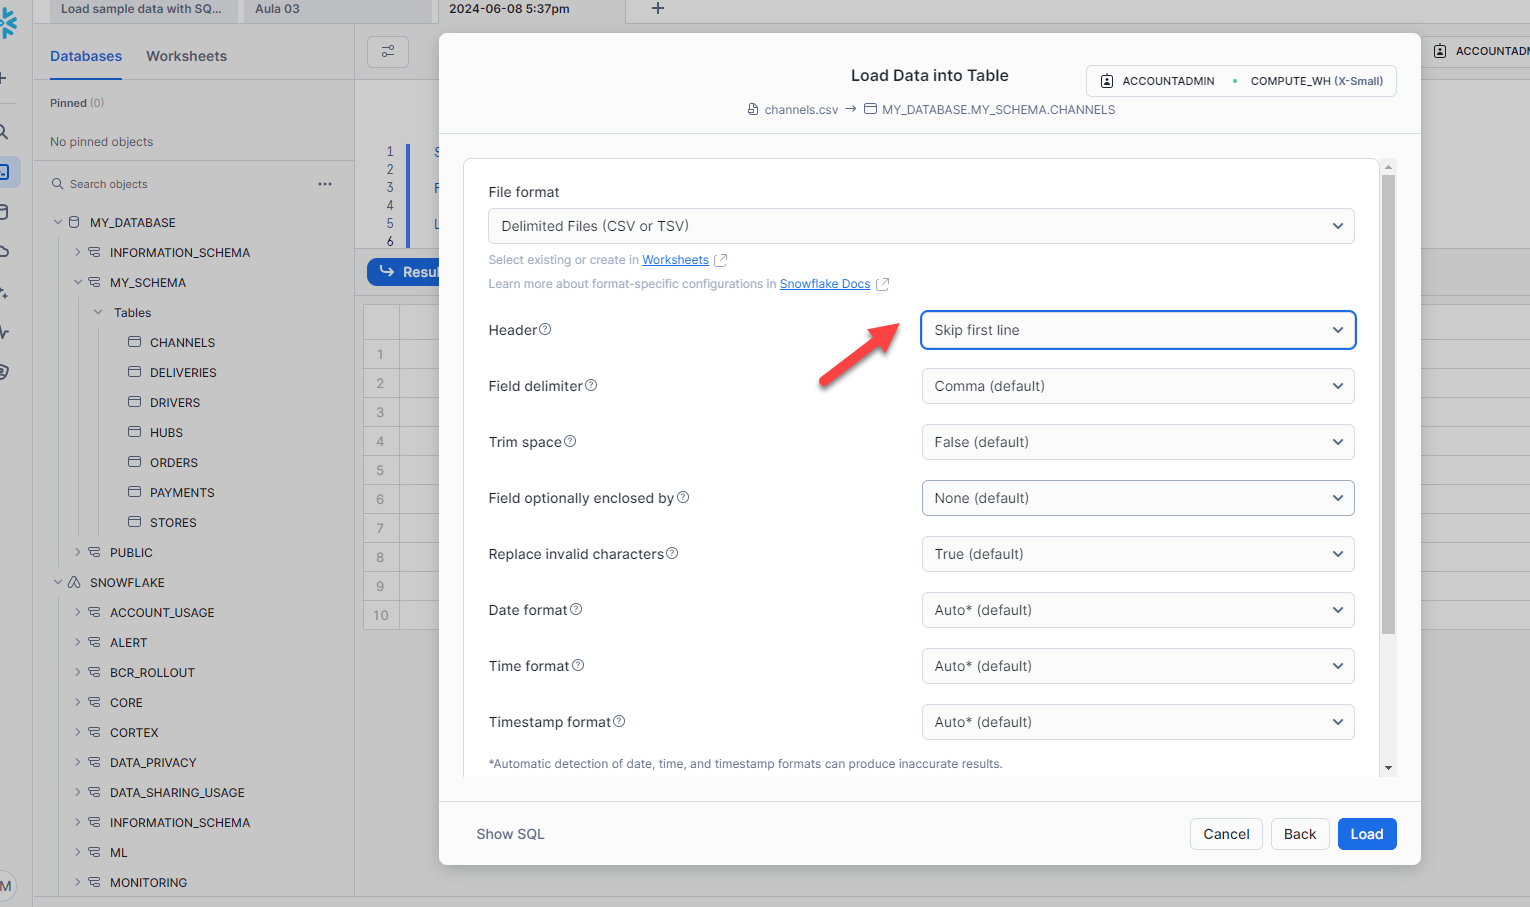 Load sample data with SQ...
Aula 03
2024-06-08 5:37pm
Databases
Worksheets
Pinned (0)
No pinned objects
Search objects
MY_DATABASE
INFORMATION_SCHEMA
MY_SCHEMA
Tables
CHANNELS
DELIVERIES
DRIVERS
HUBS
ORDERS
PAYMENTS
STORES
PUBLIC
SNOWFLAKE
ACCOUNT_USAGE
ALERT
BCR_ROLLOUT
CORE
CORTEX
DATA_PRIVACY
DATA_SHARING_USAGE
INFORMATION_SCHEMA
ML
MONITORING
M
1
2
3
4
5
6
Resul
1
2
3
4
5
6
7
8
9
10
ACCOUNTADM
Load Data into Table
ACCOUNTADMIN
COMPUTE_WH (X-Small)
channels.csv → MY_DATABASE.MY_SCHEMA.CHANNELS
File format
Delimited Files (CSV or TSV)
Select existing or create in Worksheets
Learn more about format-specific configurations in Snowflake Docs
Header
Skip first line
Field delimiter
Comma (default)
Trim space
False (default)
Field optionally enclosed by
None (default)
Replace invalid characters
True (default)
Date format
Auto* (default)
Time format
Auto* (default)
Timestamp format
Auto* (default)
*Automatic detection of date, time, and timestamp formats can produce inaccurate results.
Show SQL
Cancel
Back
Load